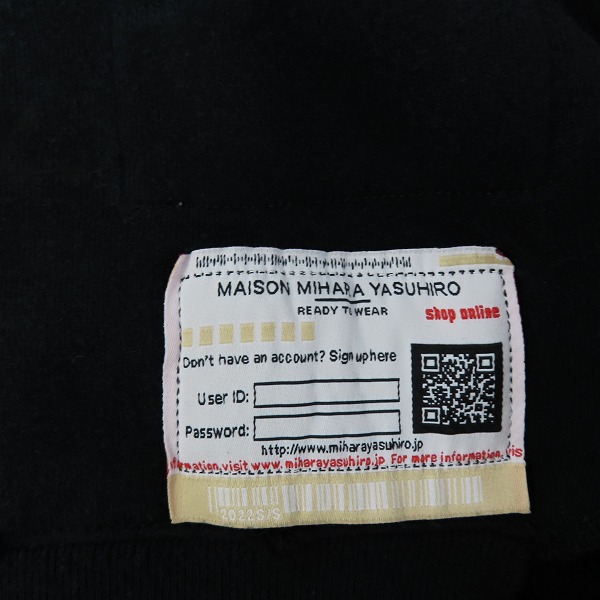 MAISON MIHARA YASUHIRO
READY TO WEAR
shop online
Don't have an account? Sign up here
User ID:
Password:
http://www.miharayasuhiro.jp
information,visit www.miharayasuhiro.jp For more information,vis
2022S/S